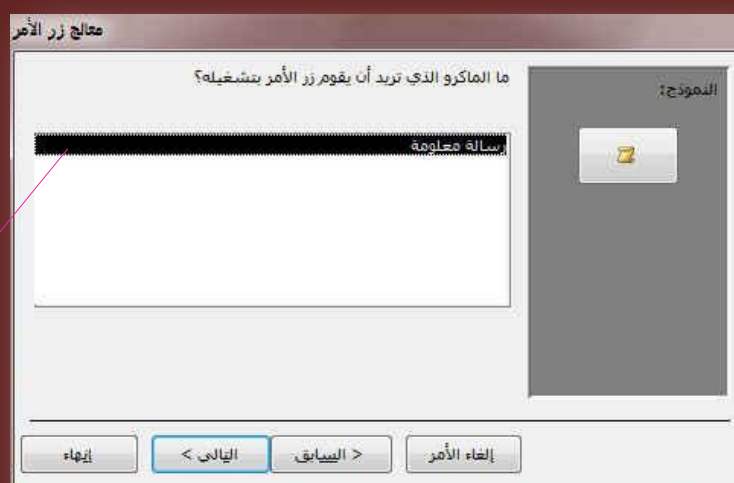 معالج زر الأمر
ما الماكرو الذي تريد أن يقوم زر الأمر بتشغيله؟
النموذج:
رسالة معلومة
إلغاء الأمر
< السابق
التالي >
إنهاء